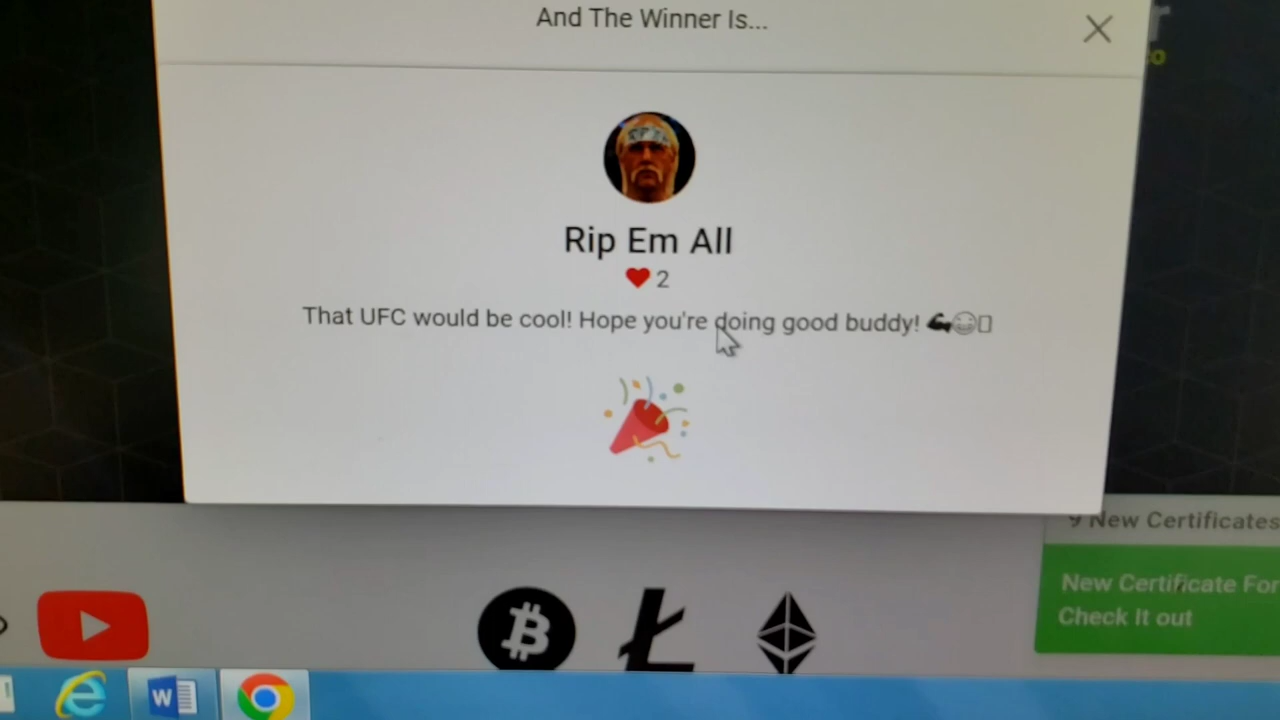 And The Winner Is...
Rip Em All
2
That UFC would be cool! Hope you're doing good buddy! 💪😀▯
9 New Certificates
New Certificate For
Check It out